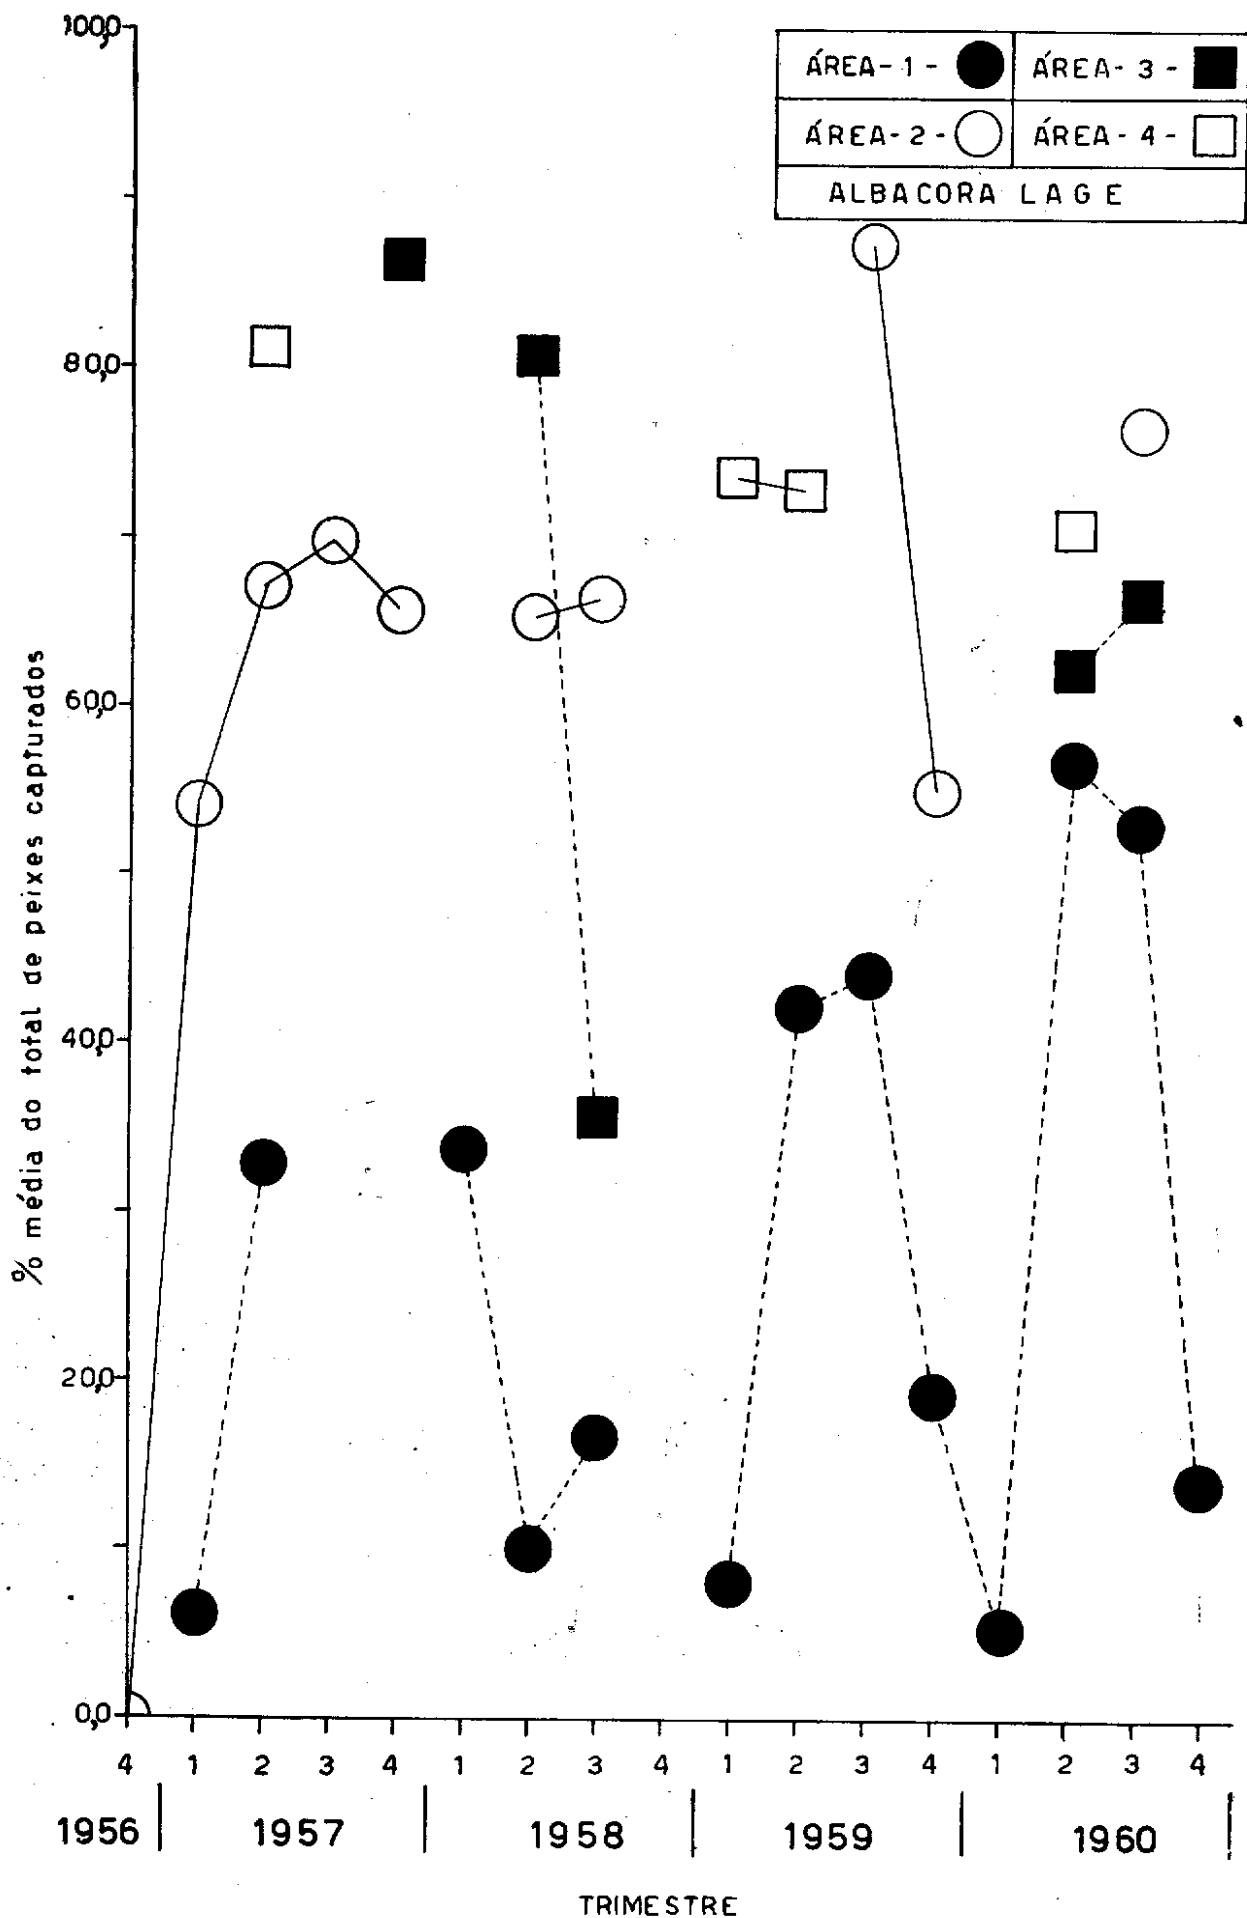 100,0
ÁREA-1- ÁREA-3-
ÁREA-2- ÁREA-4-
ALBACORA LAGE
80,0
60,0
40,0
20,0
0,0
% média do total de peixes capturados
4 1 2 3 4 1 2 3 4 1 2 3 4 1 2 3 4
1956 1957 1958 1959 1960
TRIMESTRE